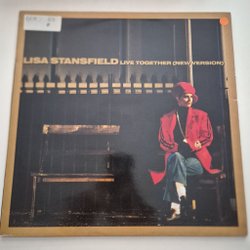 LISA STANSFIELD LIVE TOGETHER (NEW VERSION)